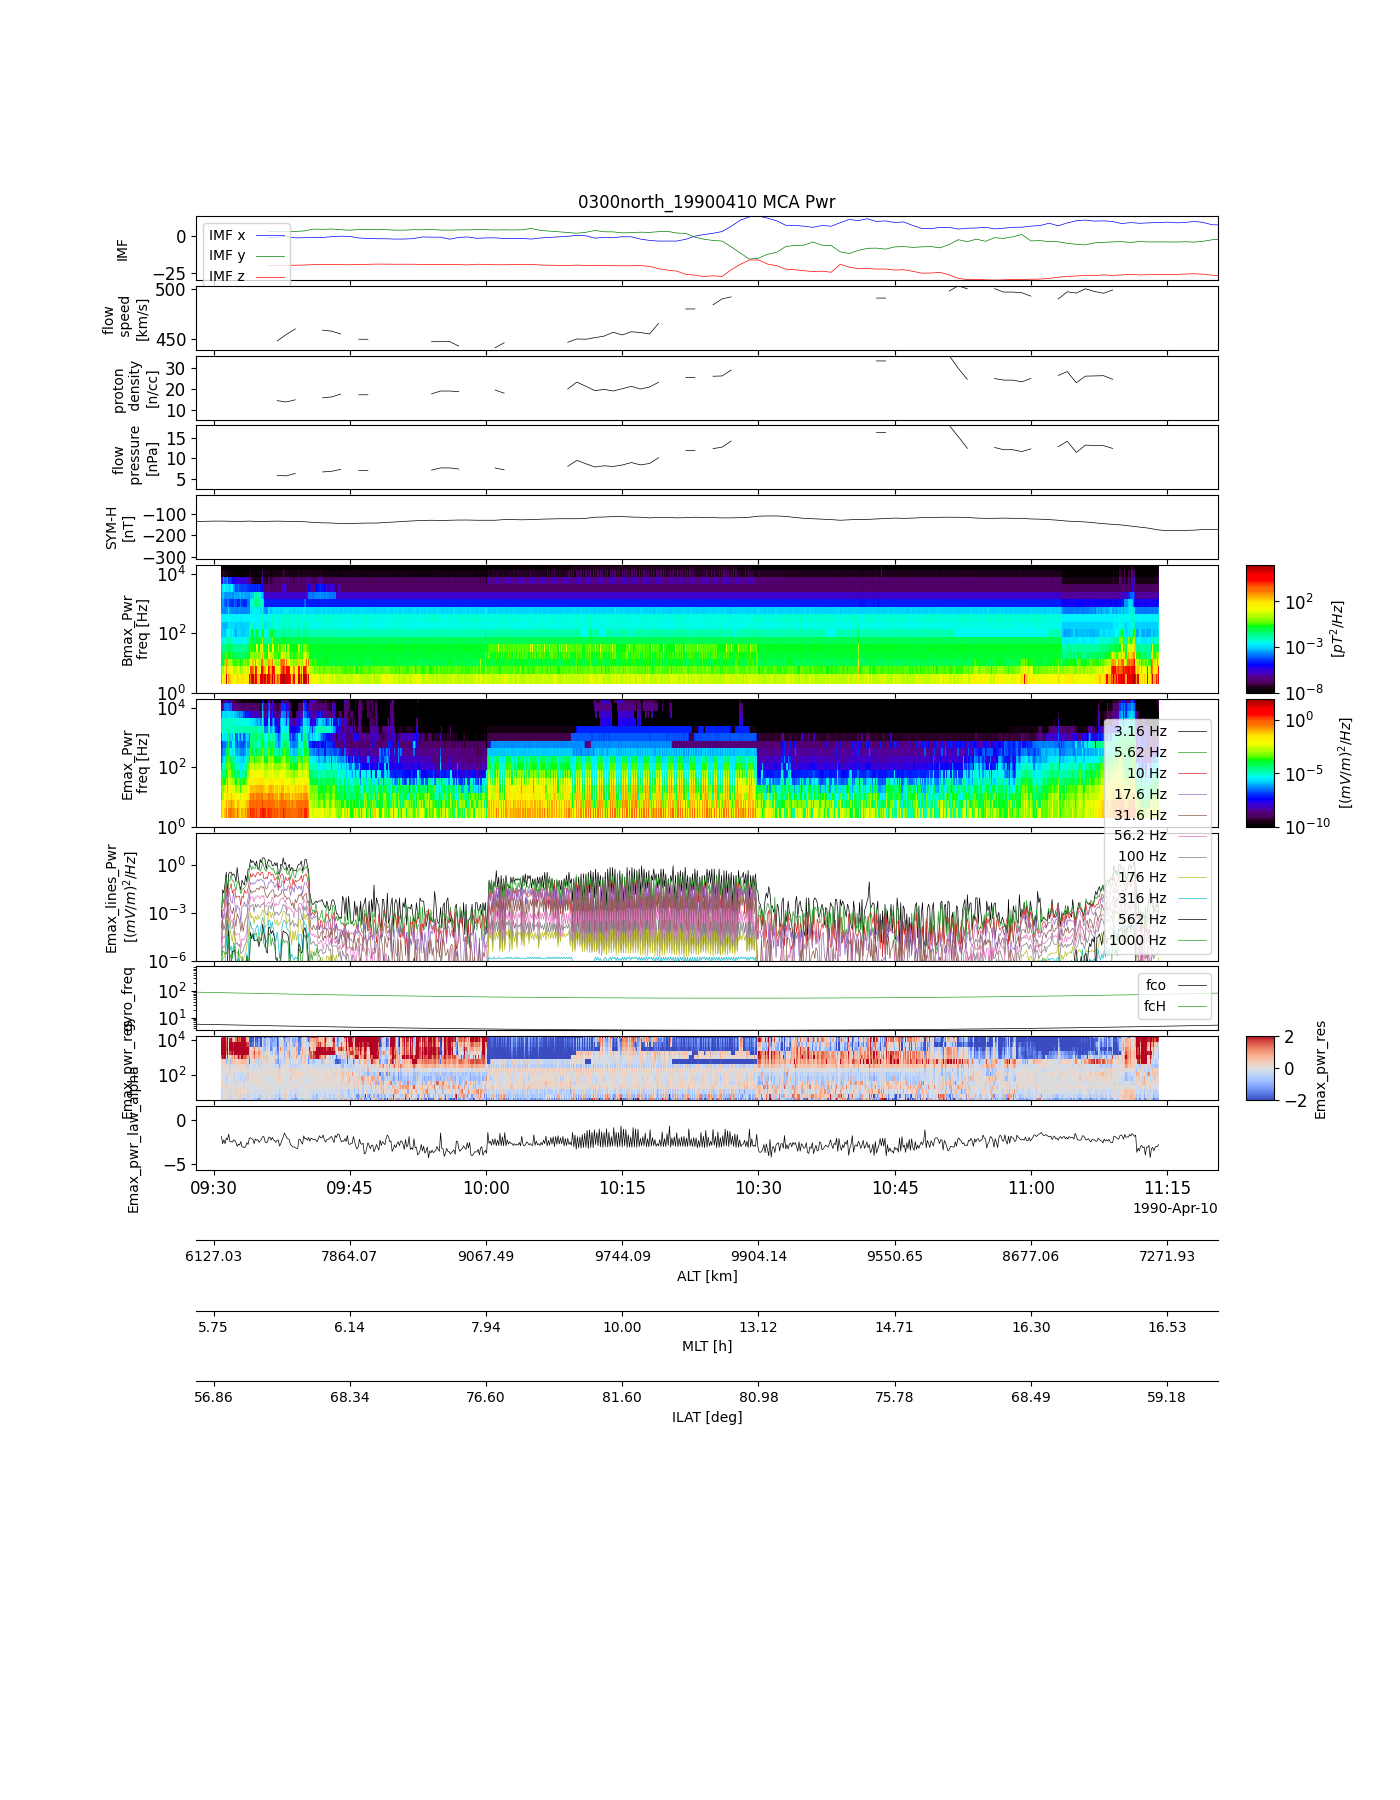 0300north_19900410 MCA Pwr
IMF
0
−25
IMF x
IMF y
IMF z
flow
speed
[km/s]
500
450
proton
density
[n/cc]
30
20
10
flow
pressure
[nPa]
15
10
5
SYM-H
[nT]
−100
−200
−300
Bmax_Pwr
freq [Hz]
10^4
10^2
10^0
10^2
10^−3
10^−8
[pT^2/Hz]
Emax_Pwr
freq [Hz]
10^4
10^2
10^0
10^0
10^−5
10^−10
[(mV/m)^2/Hz]
3.16 Hz
5.62 Hz
10 Hz
17.6 Hz
31.6 Hz
56.2 Hz
100 Hz
176 Hz
316 Hz
562 Hz
1000 Hz
Emax_lines_Pwr
[(mV/m)^2/Hz]
10^0
10^−3
10^−6
gyro_freq
10^2
10^1
fco
fcH
Emax_pwr_res
10^4
10^2
2
0
−2
Emax_pwr_res
Emax_pwr_law_alpha
0
−5
09:30 09:45 10:00 10:15 10:30 10:45 11:00 11:15
1990-Apr-10
6127.03 7864.07 9067.49 9744.09 9904.14 9550.65 8677.06 7271.93
ALT [km]
5.75 6.14 7.94 10.00 13.12 14.71 16.30 16.53
MLT [h]
56.86 68.34 76.60 81.60 80.98 75.78 68.49 59.18
ILAT [deg]